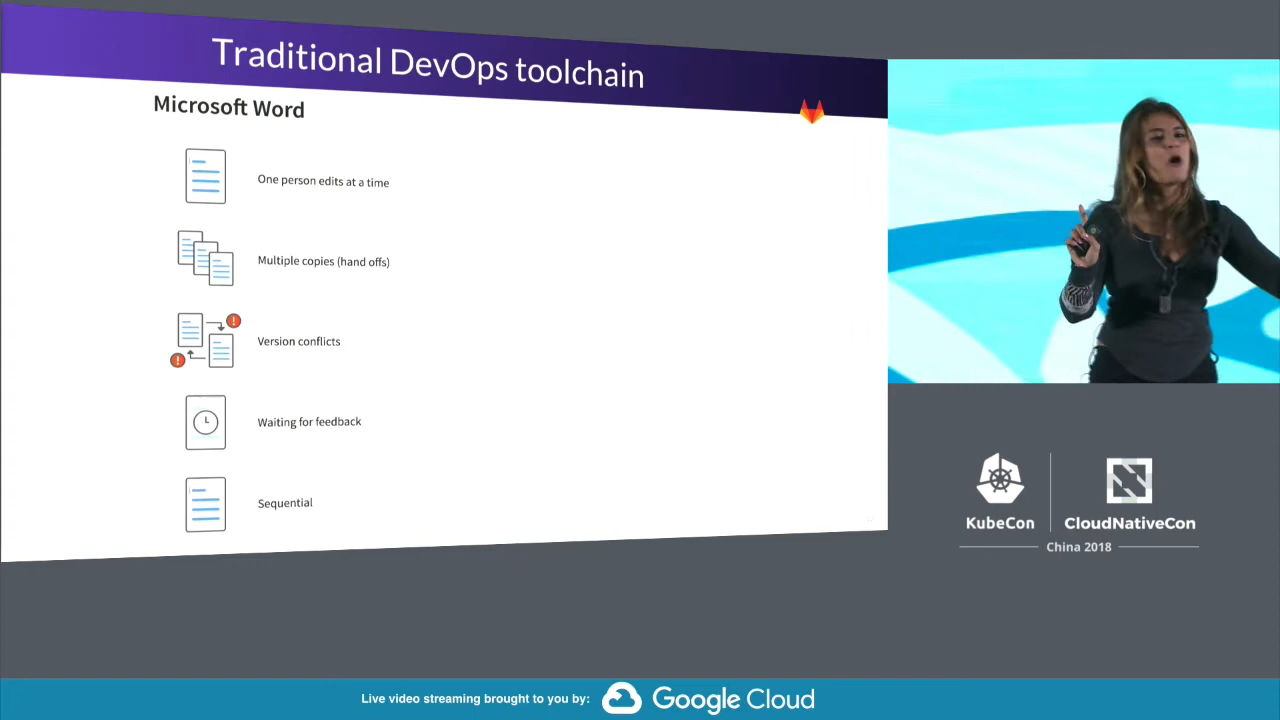 Traditional DevOps toolchain
Microsoft Word
One person edits at a time
Multiple copies (hand offs)
Version conflicts
Waiting for feedback
Sequential
KubeCon
CloudNativeCon
China 2018
Live video streaming brought to you by:
Google Cloud